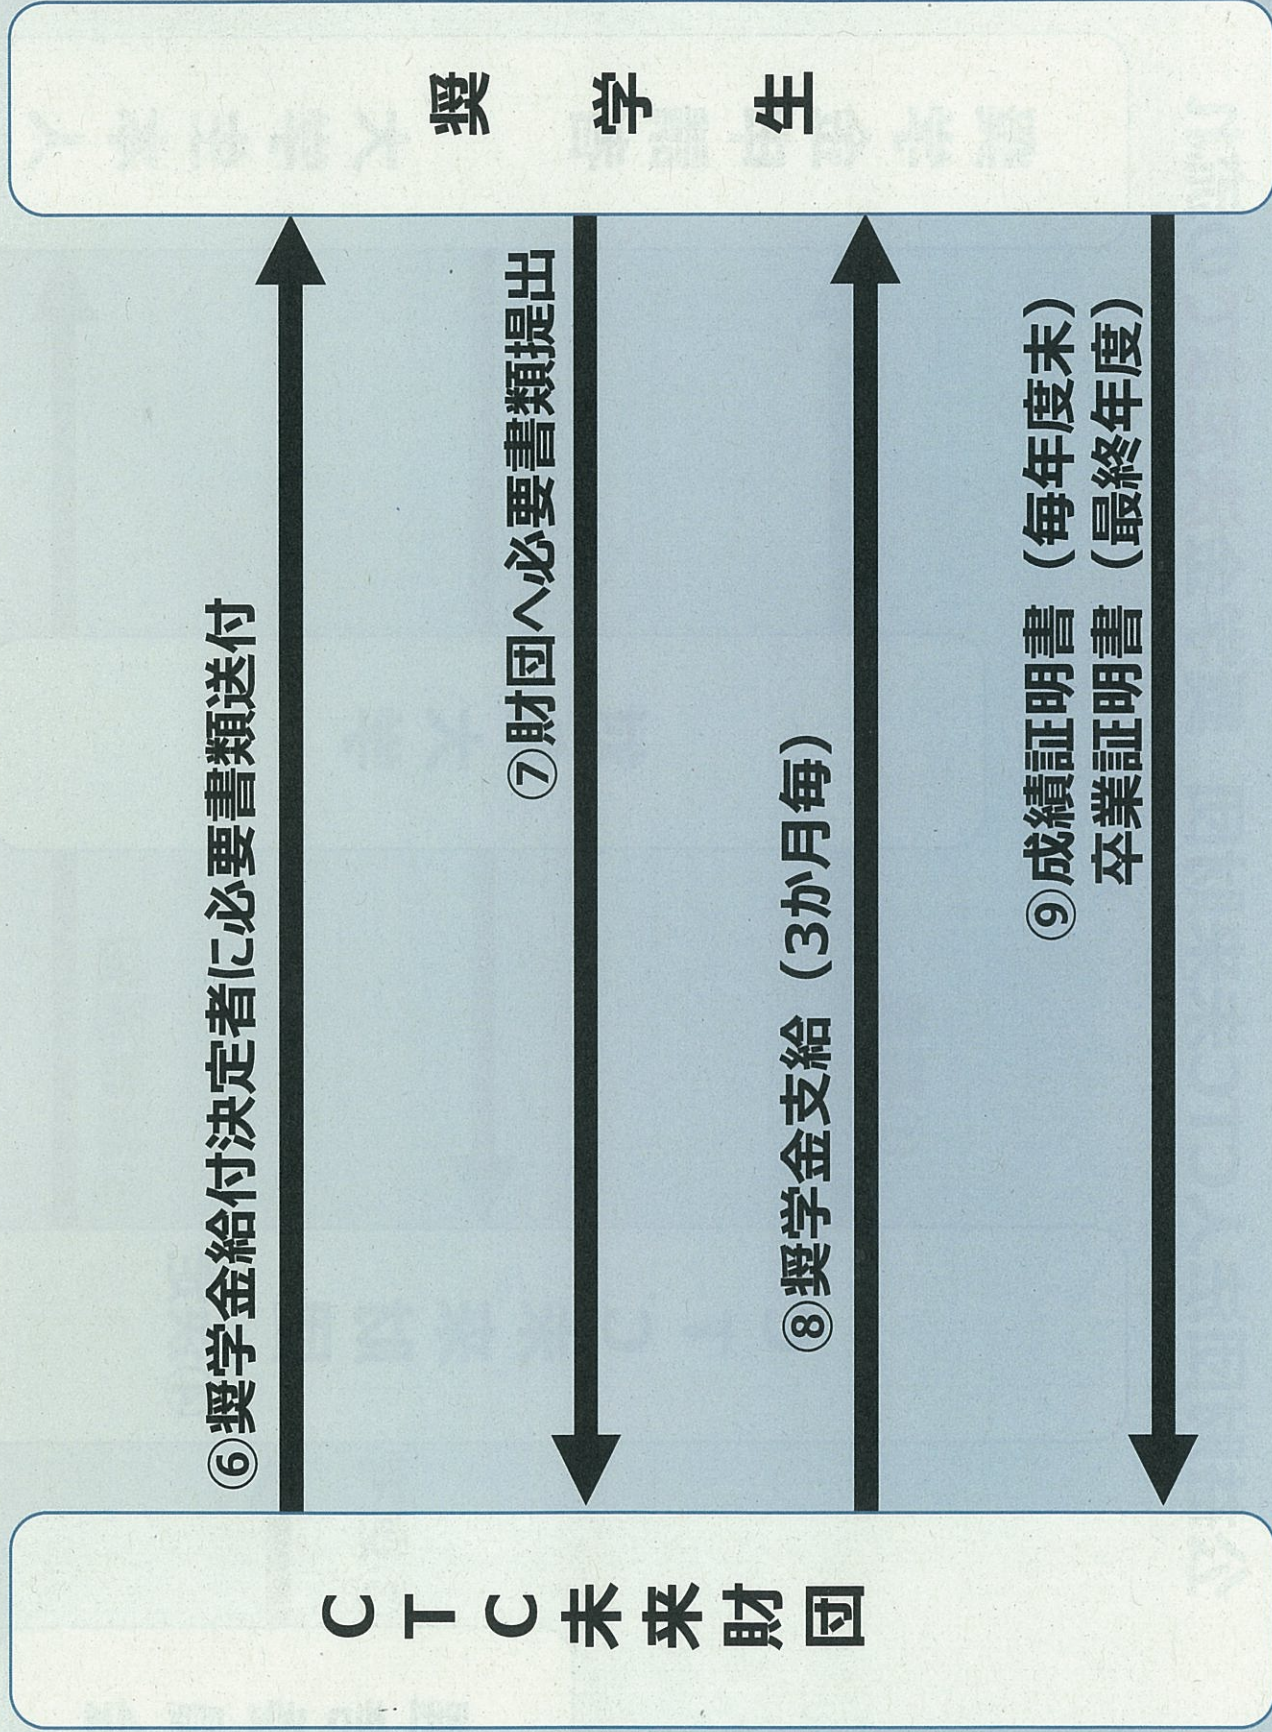 CTC未来財団
奨学生
⑥奨学金給付決定者に必要書類送付
⑦財団へ必要書類提出
⑧奨学金支給（3か月毎）
⑨成績証明書（毎年度末）
卒業証明書（最終年度）